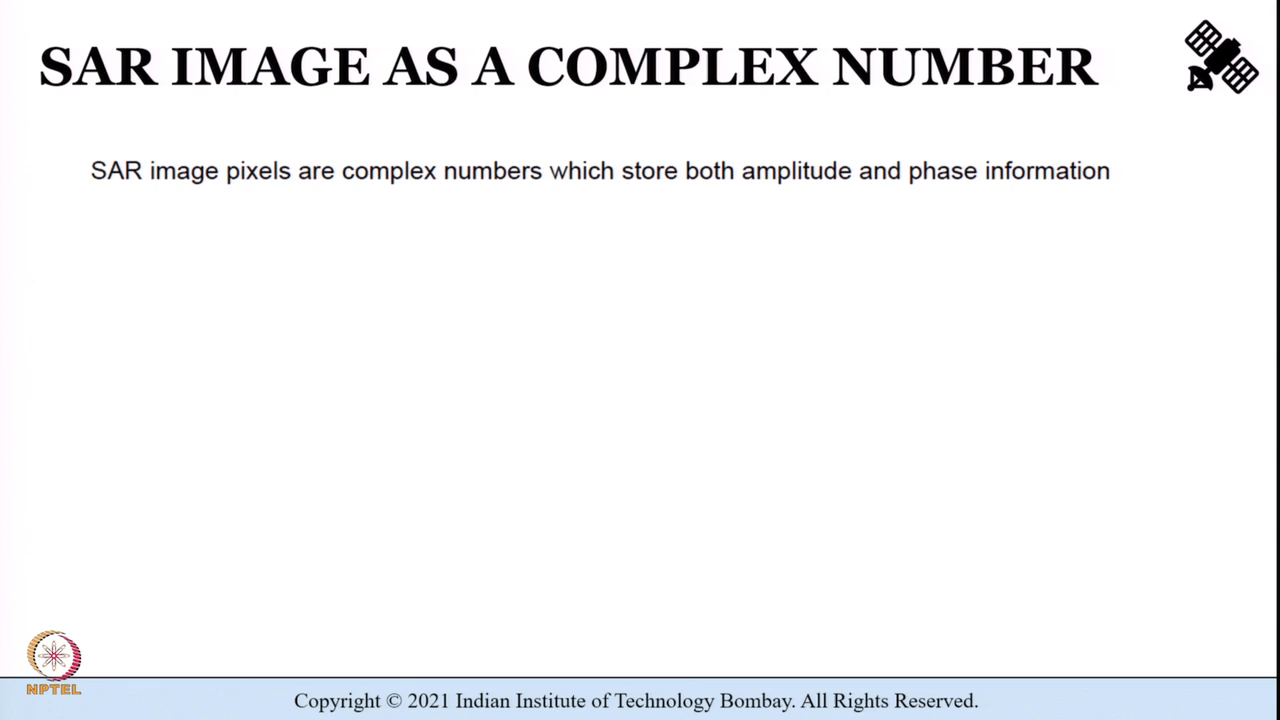 SAR IMAGE AS A COMPLEX NUMBER
SAR image pixels are complex numbers which store both amplitude and phase information
NPTEL
Copyright © 2021 Indian Institute of Technology Bombay. All Rights Reserved.